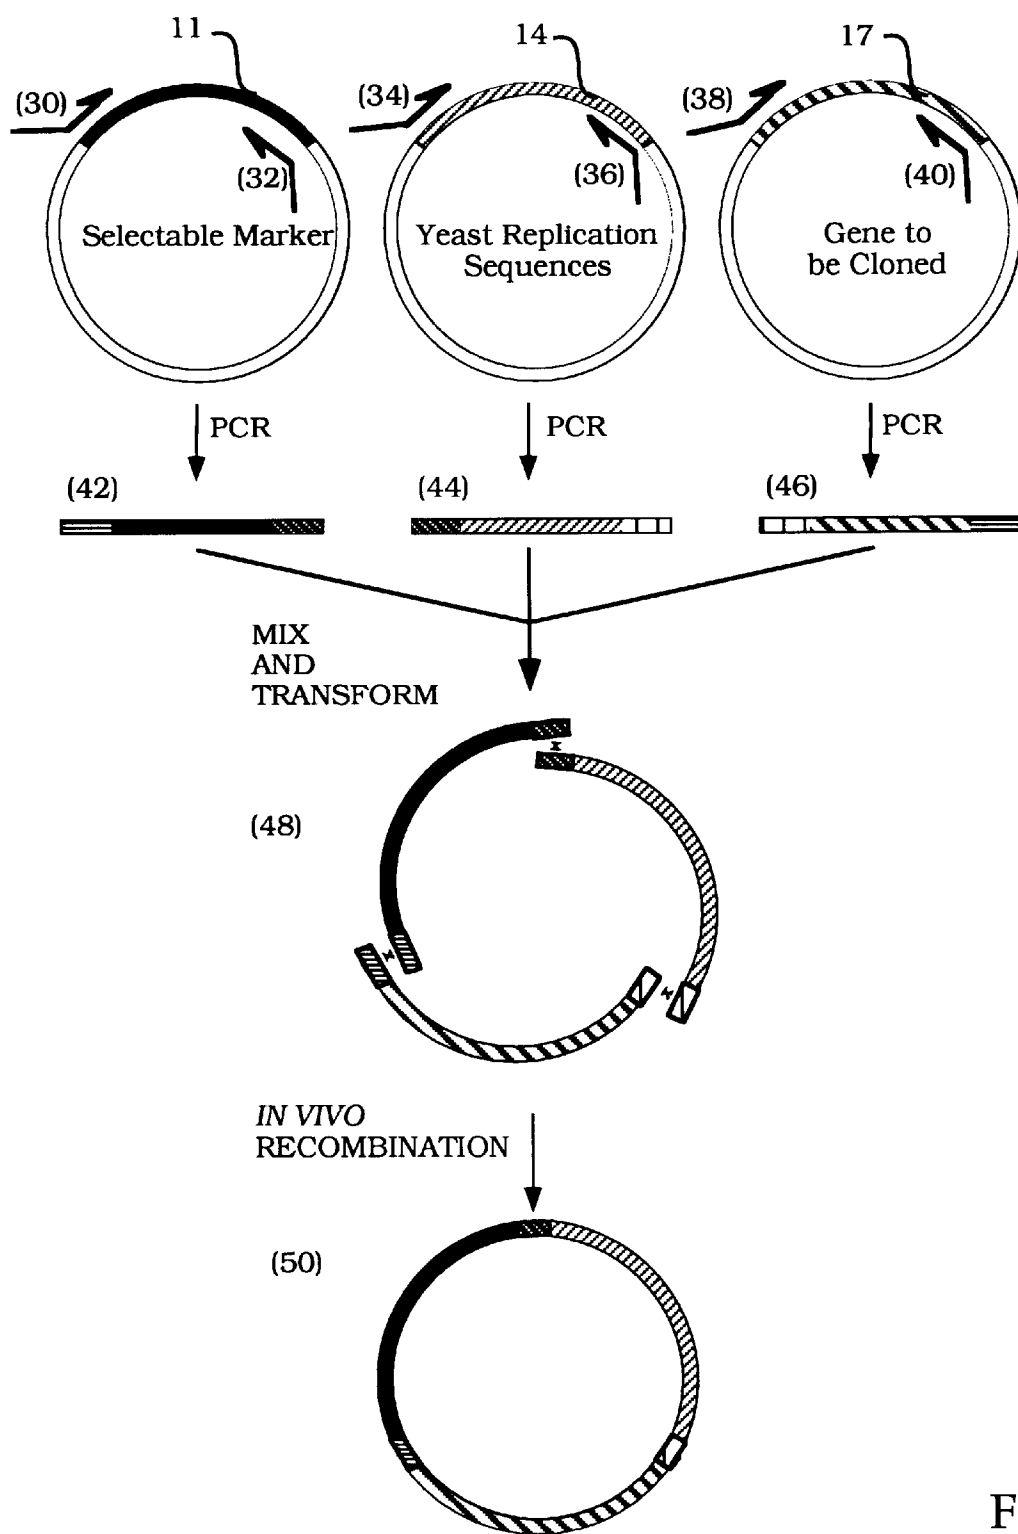 11
14
17
(30)
(34)
(38)
(32)
(36)
(40)
Selectable Marker
Yeast Replication
Sequences
Gene to
be Cloned
PCR
PCR
PCR
(42)
(44)
(46)
MIX
AND
TRANSFORM
(48)
IN VIVO
RECOMBINATION
(50)
F